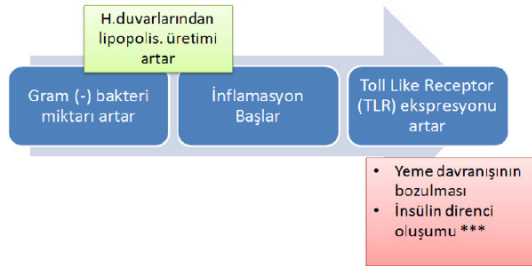 H.duvarlarından
lipopolis. üretimi
artar
Gram (-) bakteri
miktarı artar
İnflamasyon
Başlar
Toll Like Receptor
(TLR) ekspresyonu
artar
• Yeme davranışının
bozulması
• İnsülin direnci
oluşumu ***